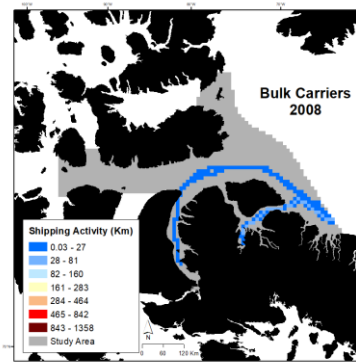 Bulk Carriers
2008
Shipping Activity (Km)
0.03 - 27
28 - 81
82 - 160
161 - 283
284 - 464
465 - 842
843 - 1358
Study Area
N
0
60
120 Km